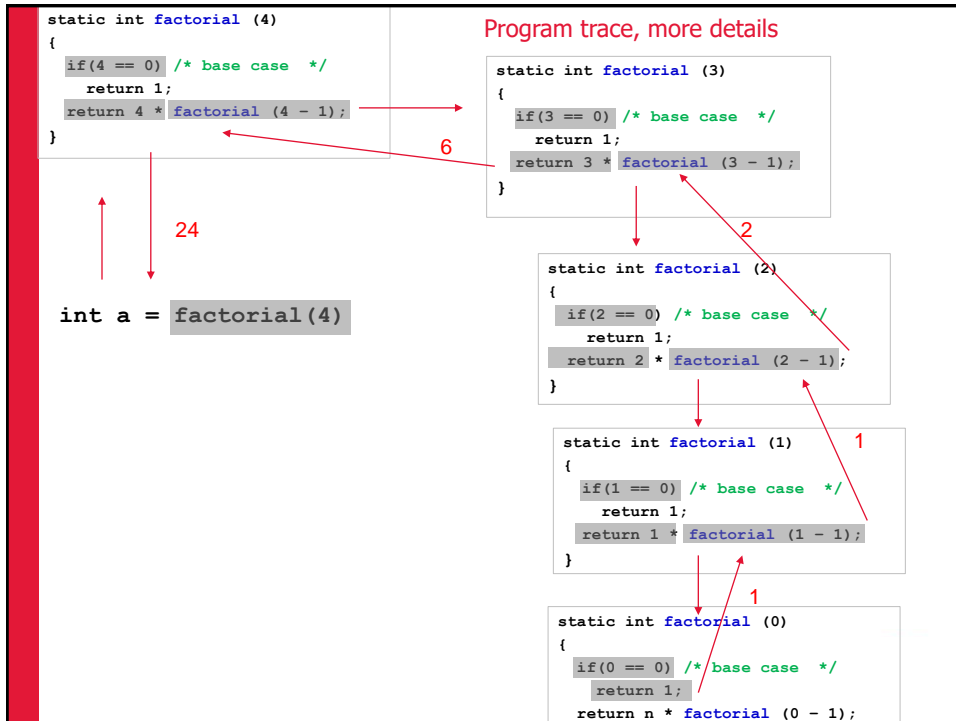 static int factorial (4)
{
if(4 == 0) /* base case */
return 1;
return 4 * factorial (4 – 1);
}
24
int a = factorial(4)
Program trace, more details
static int factorial (3)
{
if(3 == 0) /* base case */
return 1;
return 3 * factorial (3 – 1);
}
6
2
static int factorial (2)
{
if(2 == 0) /* base case */
return 1;
return 2 * factorial (2 – 1);
}
1
static int factorial (1)
{
if(1 == 0) /* base case */
return 1;
return 1 * factorial (1 – 1);
}
1
static int factorial (0)
{
if(0 == 0) /* base case */
return 1;
return n * factorial (0 – 1);